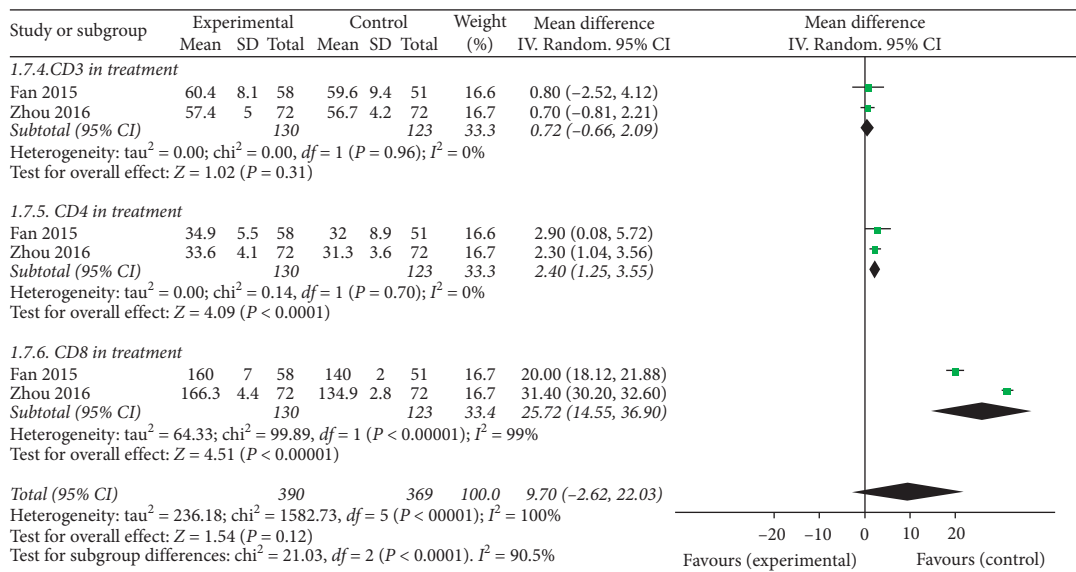 Study or subgroup Experimental Control Weight Mean difference Mean difference
Mean SD Total Mean SD Total (%) IV. Random. 95% CI IV. Random. 95% CI
1.7.4.CD3 in treatment
Fan 2015 60.4 8.1 58 59.6 9.4 51 16.6 0.80 (–2.52, 4.12)
Zhou 2016 57.4 5 72 56.7 4.2 72 16.7 0.70 (–0.81, 2.21)
Subtotal (95% CI) 130 123 33.3 0.72 (–0.66, 2.09)
Heterogeneity: tau² = 0.00; chi² = 0.00, df = 1 (P = 0.96); I² = 0%
Test for overall effect: Z = 1.02 (P = 0.31)
1.7.5. CD4 in treatment
Fan 2015 34.9 5.5 58 32 8.9 51 16.6 2.90 (0.08, 5.72)
Zhou 2016 33.6 4.1 72 31.3 3.6 72 16.7 2.30 (1.04, 3.56)
Subtotal (95% CI) 130 123 33.3 2.40 (1.25, 3.55)
Heterogeneity: tau² = 0.00; chi² = 0.14, df = 1 (P = 0.70); I² = 0%
Test for overall effect: Z = 4.09 (P < 0.0001)
1.7.6. CD8 in treatment
Fan 2015 160 7 58 140 2 51 16.7 20.00 (18.12, 21.88)
Zhou 2016 166.3 4.4 72 134.9 2.8 72 16.7 31.40 (30.20, 32.60)
Subtotal (95% CI) 130 123 33.4 25.72 (14.55, 36.90)
Heterogeneity: tau² = 64.33; chi² = 99.89, df = 1 (P < 0.00001); I² = 99%
Test for overall effect: Z = 4.51 (P < 0.00001)
Total (95% CI) 390 369 100.0 9.70 (–2.62, 22.03)
Heterogeneity: tau² = 236.18; chi² = 1582.73, df = 5 (P < 00001); I² = 100%
Test for overall effect: Z = 1.54 (P = 0.12)
Test for subgroup differences: chi² = 21.03, df = 2 (P < 0.0001). I² = 90.5%
–20 –10 0 10 20
Favours (experimental) Favours (control)